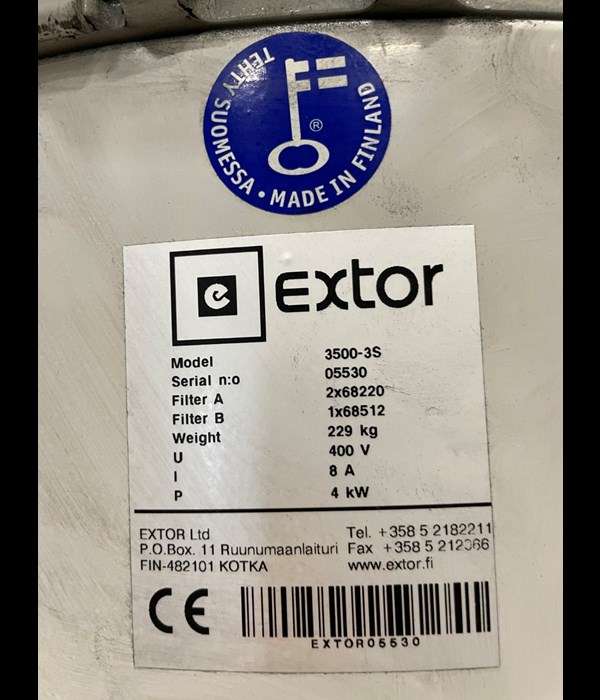 TEHTY SUOMESSA • MADE IN FINLAND
®
e Extor
Model 3500-3S
Serial n:o 05530
Filter A 2x68220
Filter B 1x68512
Weight 229 kg
U 400 V
I 8 A
P 4 kW
EXTOR Ltd Tel. +358 5 2182211
P.O.Box. 11 Ruunumaanlaituri Fax +358 5
FIN-482101 KOTKA www.extor.fi
CE
EXTOR05530